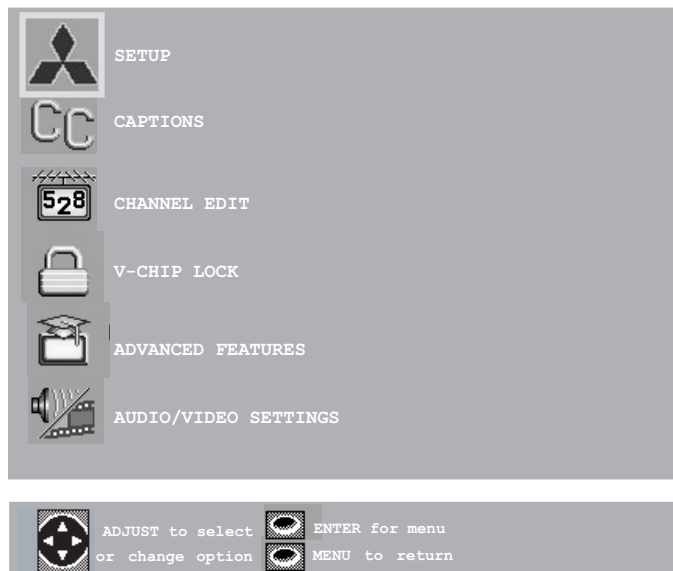 SETUP
CC
CAPTIONS
528
CHANNEL EDIT
V-CHIP LOCK
ADVANCED FEATURES
AUDIO/VIDEO SETTINGS
ADJUST to select ENTER for menu
or change option MENU to return